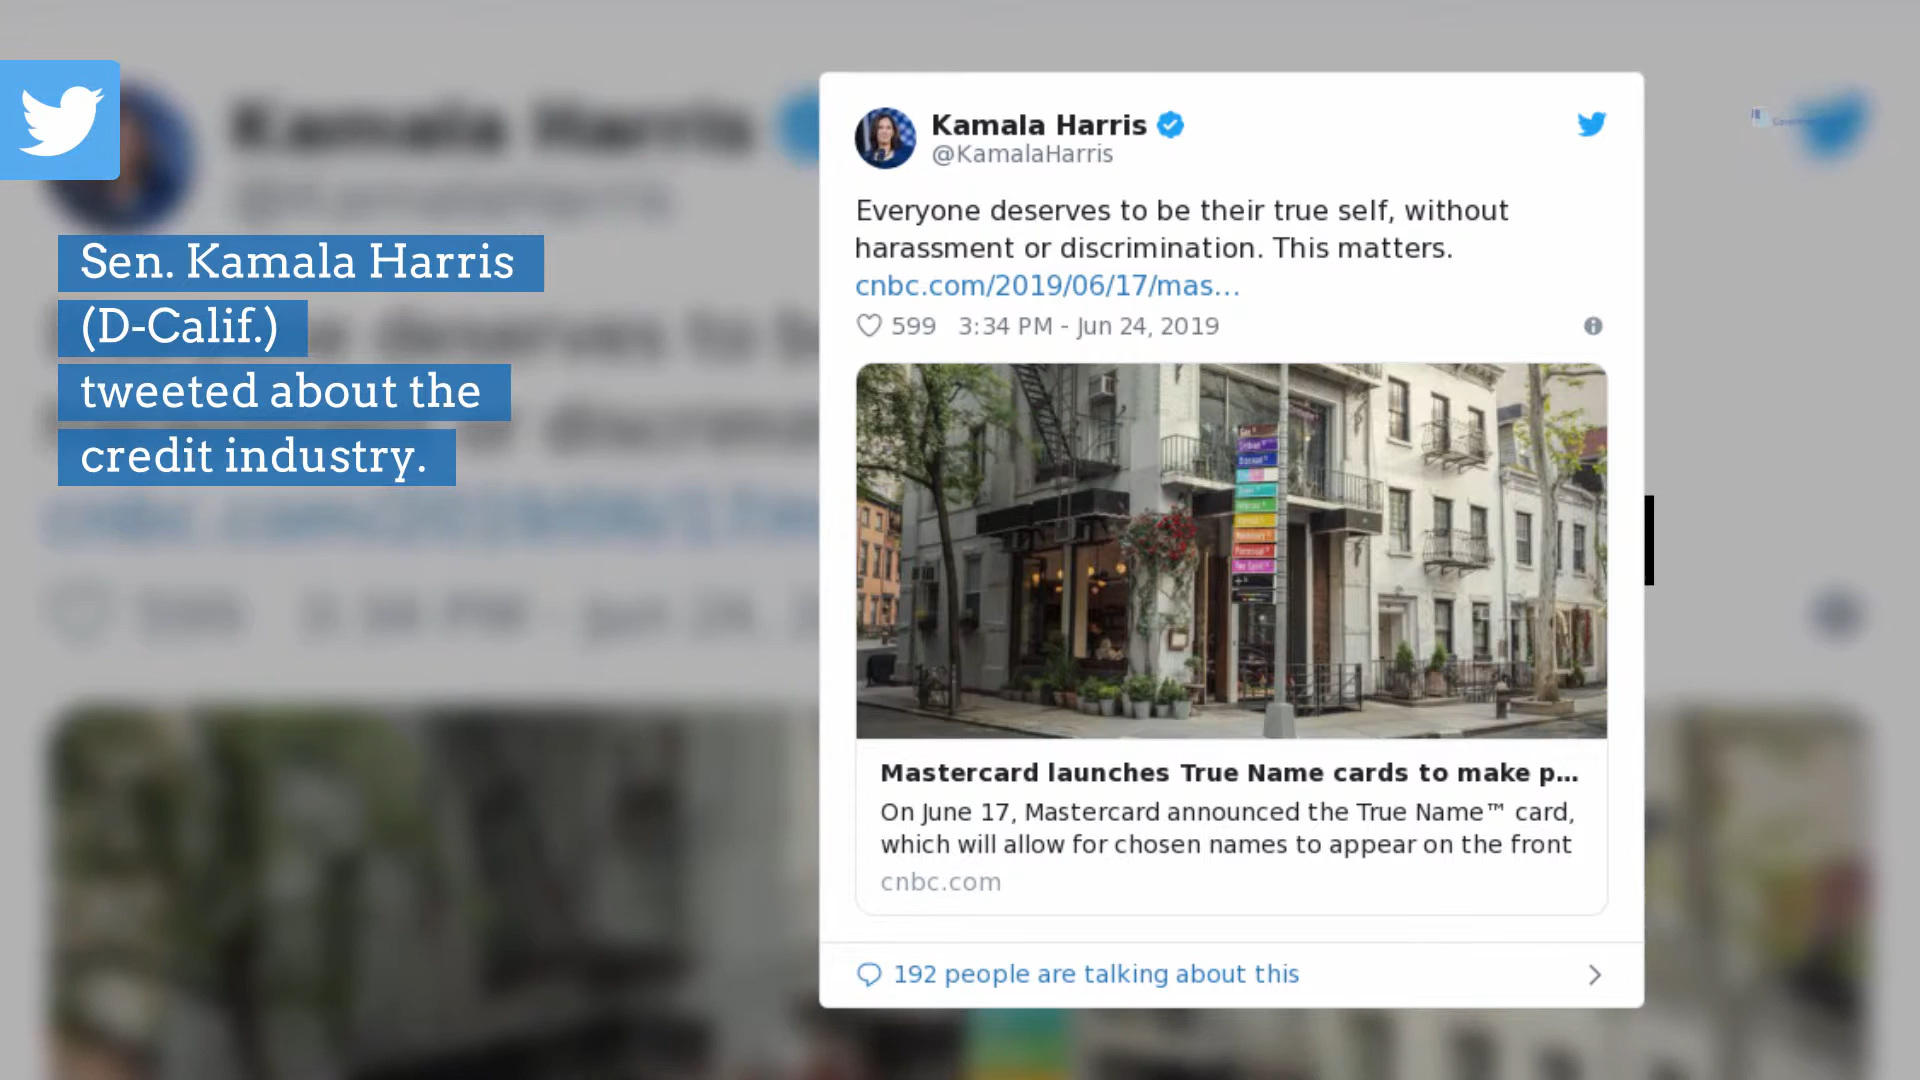 Sen. Kamala Harris
(D-Calif.)
tweeted about the
credit industry.
Kamala Harris
@KamalaHarris
Everyone deserves to be their true self, without
harassment or discrimination. This matters.
cnbc.com/2019/06/17/mas…
599 3:34 PM - Jun 24, 2019
Mastercard launches True Name cards to make p…
On June 17, Mastercard announced the True Name™ card,
which will allow for chosen names to appear on the front
cnbc.com
192 people are talking about this